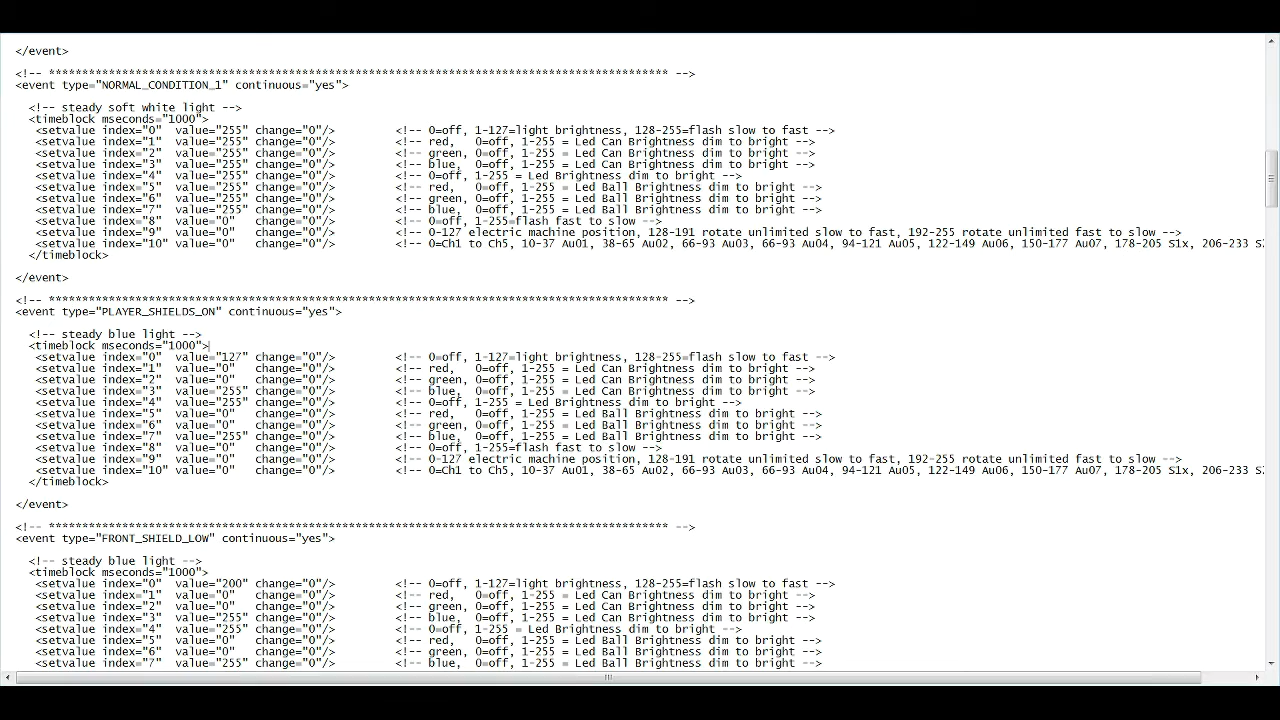 </event>
<!-- ********************************************************************************************* -->
<event type="NORMAL_CONDITION_1" continuous="yes">
<!-- steady soft white light -->
<timeblock mseconds="1000">
<setvalue index="0" value="255" change="0"/> <!-- 0=off, 1-127=light brightness, 128-255=flash slow to fast -->
<setvalue index="1" value="255" change="0"/> <!-- red, 0=off, 1-255 = Led Can Brightness dim to bright -->
<setvalue index="2" value="255" change="0"/> <!-- green, 0=off, 1-255 = Led Can Brightness dim to bright -->
<setvalue index="3" value="255" change="0"/> <!-- blue, 0=off, 1-255 = Led Can Brightness dim to bright -->
<setvalue index="4" value="255" change="0"/> <!-- 0=off, 1-255 = Led Brightness dim to bright -->
<setvalue index="5" value="255" change="0"/> <!-- red, 0=off, 1-255 = Led Ball Brightness dim to bright -->
<setvalue index="6" value="255" change="0"/> <!-- green, 0=off, 1-255 = Led Ball Brightness dim to bright -->
<setvalue index="7" value="255" change="0"/> <!-- blue, 0=off, 1-255 = Led Ball Brightness dim to bright -->
<setvalue index="8" value="0" change="0"/> <!-- 0=off, 1-255=flash fast to slow -->
<setvalue index="9" value="0" change="0"/> <!-- 0-127 electric machine position, 128-191 rotate unlimited slow to fast, 192-255 rotate unlimited fast to slow -->
<setvalue index="10" value="0" change="0"/> <!-- 0=Ch1 to Ch5, 10-37 Au01, 38-65 Au02, 66-93 Au03, 66-93 Au04, 94-121 Au05, 122-149 Au06, 150-177 Au07, 178-205 S1x, 206-233 S
</timeblock>
</event>
<!-- ********************************************************************************************* -->
<event type="PLAYER_SHIELDS_ON" continuous="yes">
<!-- steady blue light -->
<timeblock mseconds="1000">
<setvalue index="0" value="127" change="0"/> <!-- 0=off, 1-127=light brightness, 128-255=flash slow to fast -->
<setvalue index="1" value="0" change="0"/> <!-- red, 0=off, 1-255 = Led Can Brightness dim to bright -->
<setvalue index="2" value="0" change="0"/> <!-- green, 0=off, 1-255 = Led Can Brightness dim to bright -->
<setvalue index="3" value="255" change="0"/> <!-- blue, 0=off, 1-255 = Led Can Brightness dim to bright -->
<setvalue index="4" value="255" change="0"/> <!-- 0=off, 1-255 = Led Brightness dim to bright -->
<setvalue index="5" value="0" change="0"/> <!-- red, 0=off, 1-255 = Led Ball Brightness dim to bright -->
<setvalue index="6" value="0" change="0"/> <!-- green, 0=off, 1-255 = Led Ball Brightness dim to bright -->
<setvalue index="7" value="255" change="0"/> <!-- blue, 0=off, 1-255 = Led Ball Brightness dim to bright -->
<setvalue index="8" value="0" change="0"/> <!-- 0=off, 1-255=flash fast to slow -->
<setvalue index="9" value="0" change="0"/> <!-- 0-127 electric machine position, 128-191 rotate unlimited slow to fast, 192-255 rotate unlimited fast to slow -->
<setvalue index="10" value="0" change="0"/> <!-- 0=Ch1 to Ch5, 10-37 Au01, 38-65 Au02, 66-93 Au03, 66-93 Au04, 94-121 Au05, 122-149 Au06, 150-177 Au07, 178-205 S1x, 206-233 S
</timeblock>
</event>
<!-- ********************************************************************************************* -->
<event type="FRONT_SHIELD_LOW" continuous="yes">
<!-- steady blue light -->
<timeblock mseconds="1000">
<setvalue index="0" value="200" change="0"/> <!-- 0=off, 1-127=light brightness, 128-255=flash slow to fast -->
<setvalue index="1" value="0" change="0"/> <!-- red, 0=off, 1-255 = Led Can Brightness dim to bright -->
<setvalue index="2" value="0" change="0"/> <!-- green, 0=off, 1-255 = Led Can Brightness dim to bright -->
<setvalue index="3" value="255" change="0"/> <!-- blue, 0=off, 1-255 = Led Can Brightness dim to bright -->
<setvalue index="4" value="255" change="0"/> <!-- 0=off, 1-255 = Led Brightness dim to bright -->
<setvalue index="5" value="0" change="0"/> <!-- red, 0=off, 1-255 = Led Ball Brightness dim to bright -->
<setvalue index="6" value="0" change="0"/> <!-- green, 0=off, 1-255 = Led Ball Brightness dim to bright -->
<setvalue index="7" value="255" change="0"/> <!-- blue, 0=off, 1-255 = Led Ball Brightness dim to bright -->